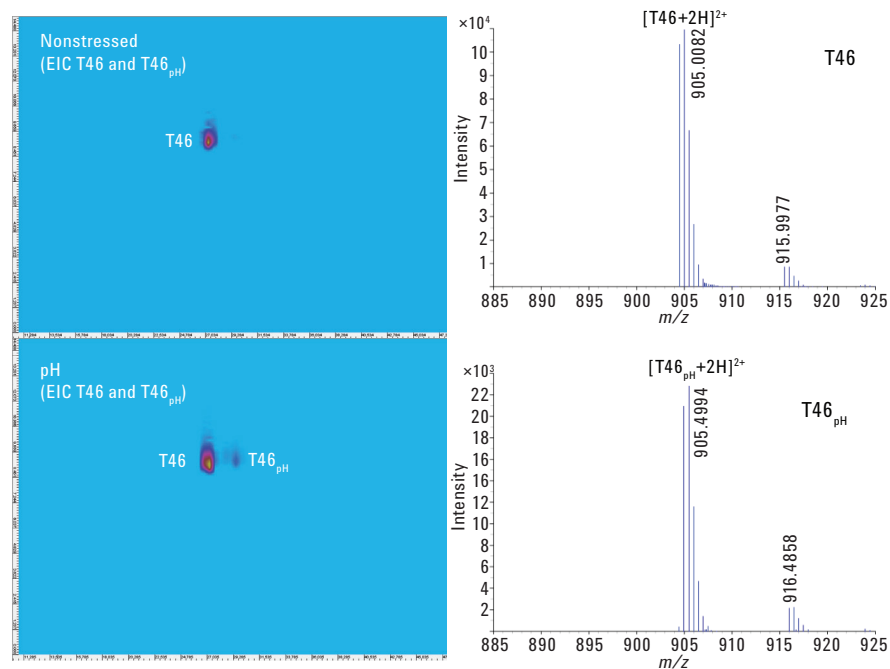 Nonstressed
(EIC T46 and T46pH)
T46
pH
(EIC T46 and T46pH)
T46
T46pH
×10⁴
[T46+2H]²⁺
T46
905.0082
915.9977
10
9
8
7
6
5
4
3
2
1
Intensity
885 890 895 900 905 910 915 920 925
m/z
×10³
[T46pH+2H]²⁺
T46pH
905.4994
916.4858
22
20
18
16
14
12
10
8
6
4
2
Intensity
885 890 895 900 905 910 915 920 925
m/z